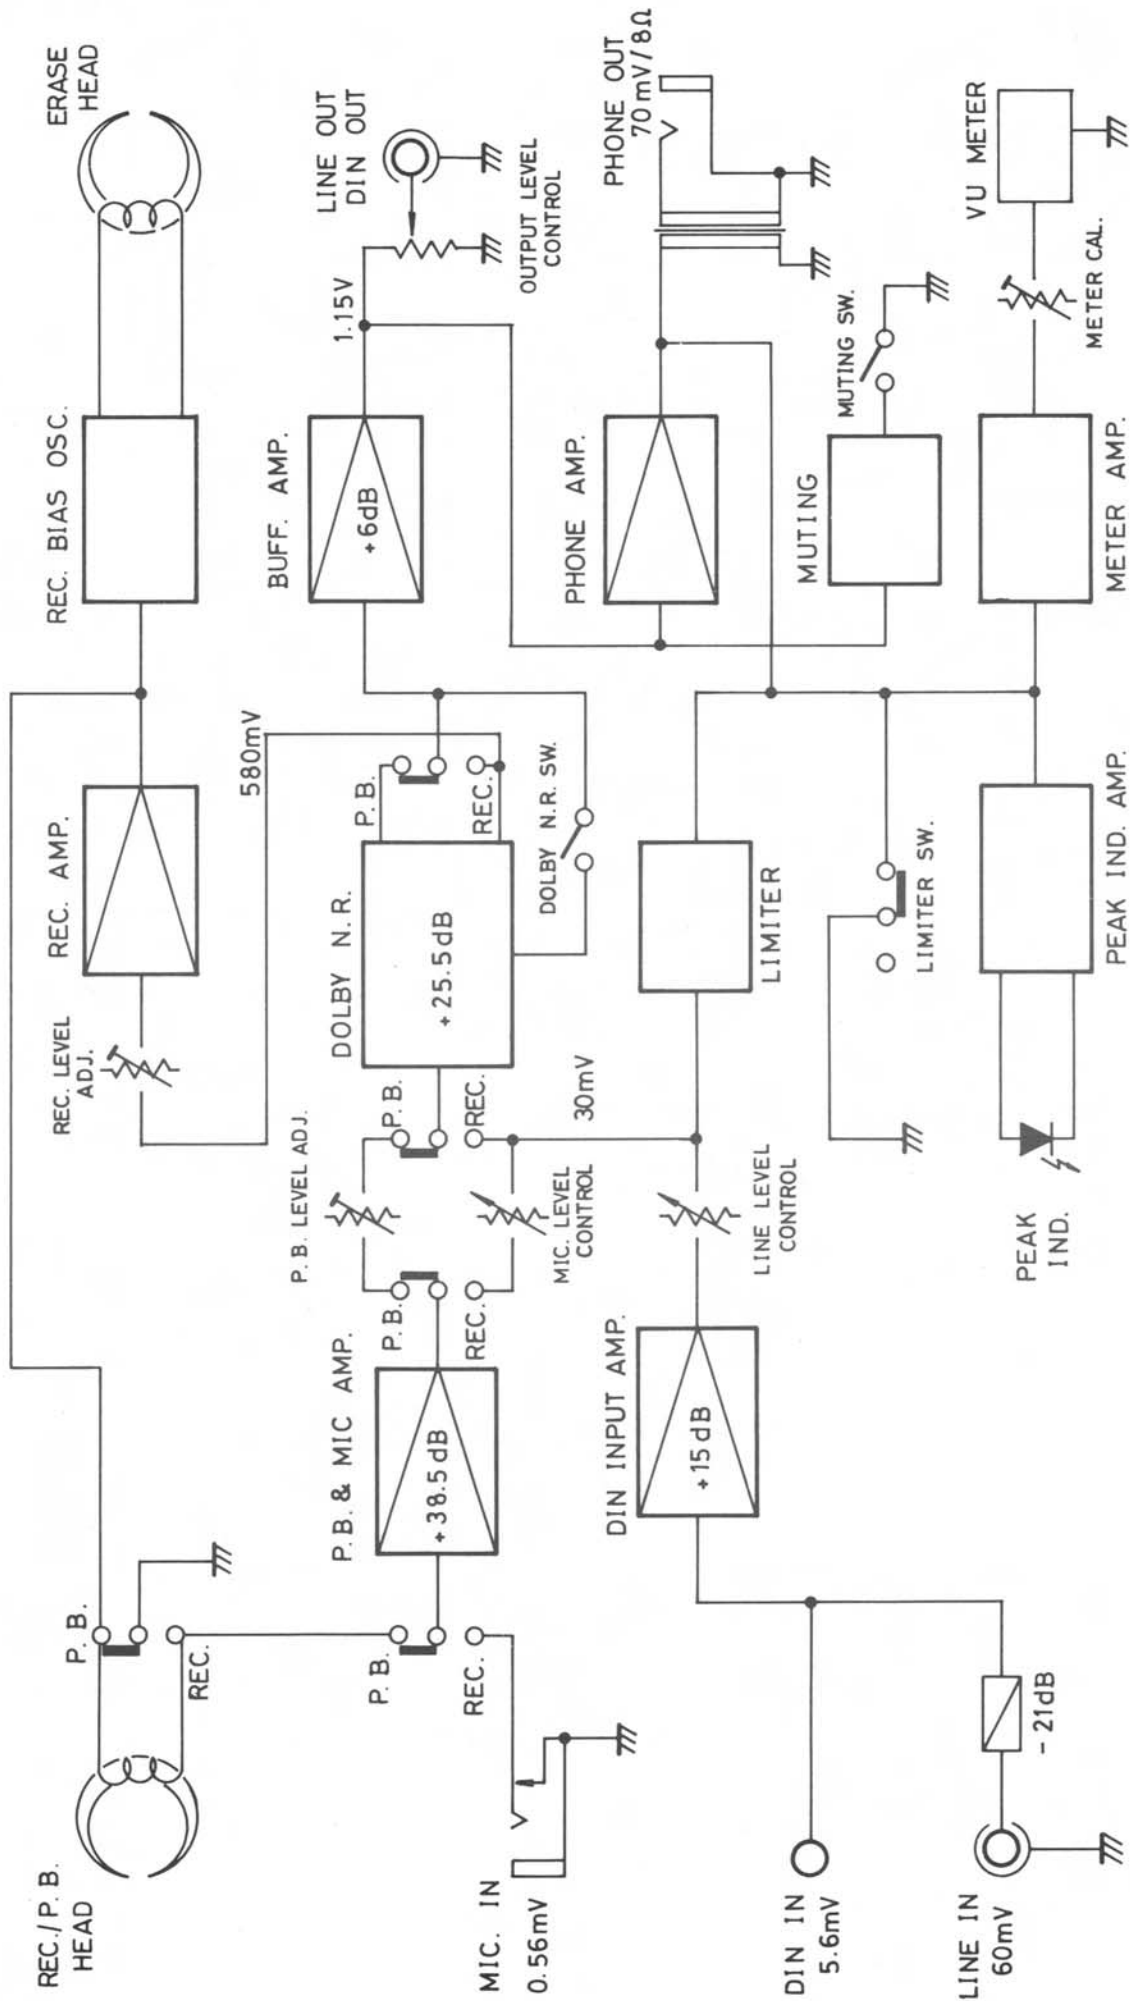 REC./P.B.
HEAD
P. B.
REC.
REC. LEVEL
ADJ.
REC. AMP.
REC. BIAS OSC.
ERASE
HEAD
580mV
MIC. IN
0.56mV
P. B.
REC.
P.B. & MIC AMP.
+38.5dB
P.B.
REC.
P. B. LEVEL ADJ.
MIC. LEVEL
CONTROL
P.B.
REC.
30mV
DOLBY N.R.
+25.5dB
P.B.
REC.
DOLBY N.R. SW.
BUFF. AMP.
+6dB
1.15V
LINE OUT
DIN OUT
OUTPUT LEVEL
CONTROL
DIN INPUT AMP.
+15dB
LINE LEVEL
CONTROL
LIMITER
PHONE AMP.
PHONE OUT
70mV/8Ω
DIN IN
5.6mV
LIMITER SW.
MUTING
MUTING SW.
LINE IN
60mV
-21dB
PEAK
IND.
PEAK IND. AMP.
METER AMP.
METER CAL.
VU METER